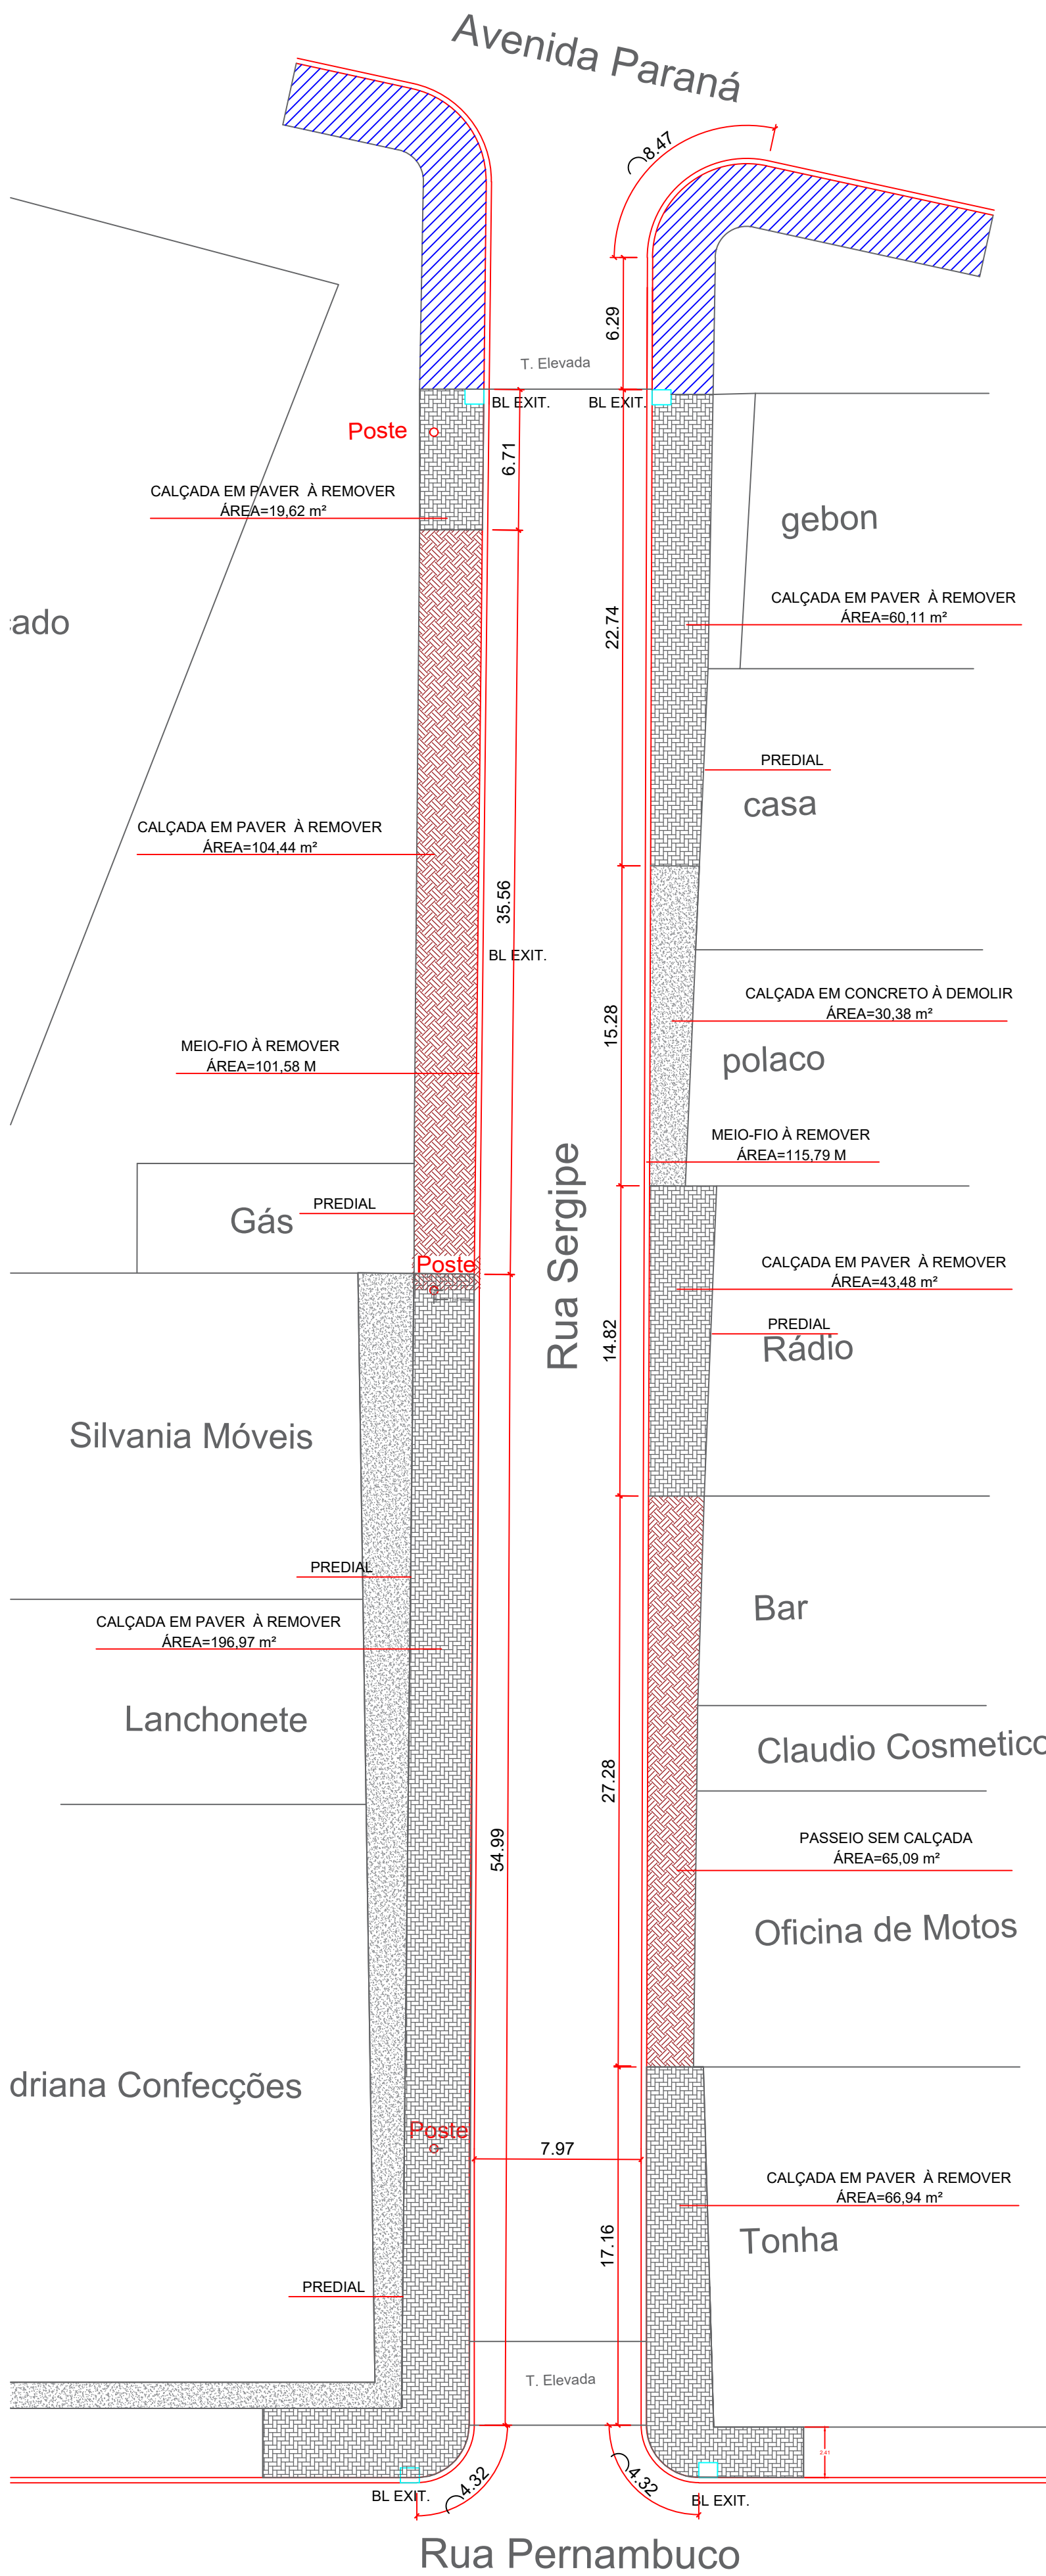 Avenida Paraná
8.47
6.29
T. Elevada
BL EXIT.
BL EXIT.
Poste
6.71
CALÇADA EM PAVER À REMOVER
ÁREA=19,62 m²
gebon
CALÇADA EM PAVER À REMOVER
ÁREA=60,11 m²
ado
22.74
PREDIAL
casa
CALÇADA EM PAVER À REMOVER
ÁREA=104,44 m²
35.56
BL EXIT.
CALÇADA EM CONCRETO À DEMOLIR
ÁREA=30,38 m²
15.28
MEIO-FIO À REMOVER
ÁREA=101,58 M
polaco
MEIO-FIO À REMOVER
ÁREA=115,79 M
Rua Sergipe
PREDIAL
Gás
Poste
CALÇADA EM PAVER À REMOVER
ÁREA=43,48 m²
PREDIAL
Rádio
14.82
Silvania Móveis
PREDIAL
Bar
CALÇADA EM PAVER À REMOVER
ÁREA=196,97 m²
Lanchonete
Claudio Cosmetico
27.28
54.99
PASSEIO SEM CALÇADA
ÁREA=65,09 m²
Oficina de Motos
driana Confecções
Poste
7.97
CALÇADA EM PAVER À REMOVER
ÁREA=66,94 m²
17.16
Tonha
PREDIAL
T. Elevada
2.41
4.32
4.32
BL EXIT.
BL EXIT.
Rua Pernambuco